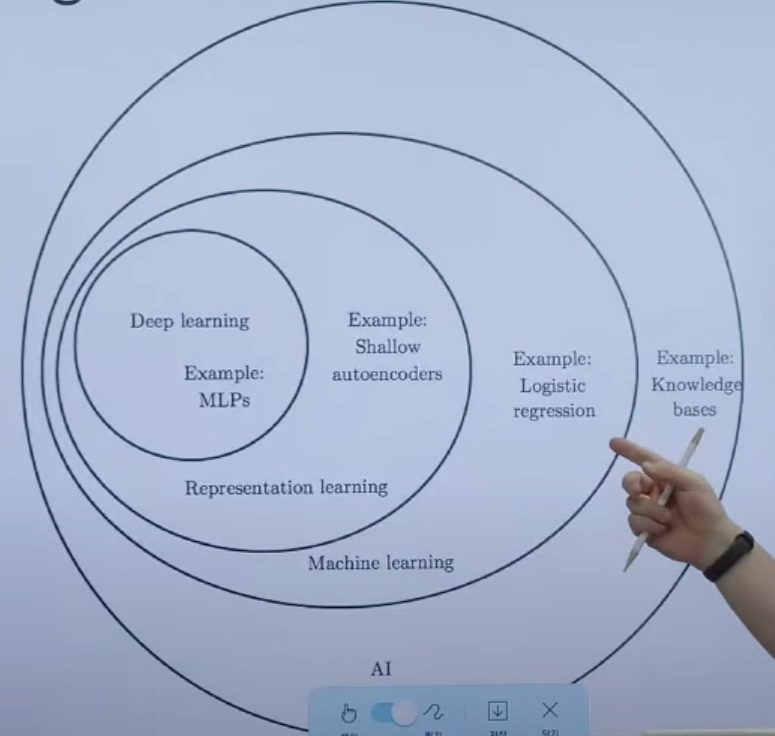 Deep learning
Example:
MLPs
Example:
Shallow
autoencoders
Example:
Logistic
regression
Example:
Knowledge
bases
Representation learning
Machine learning
AI